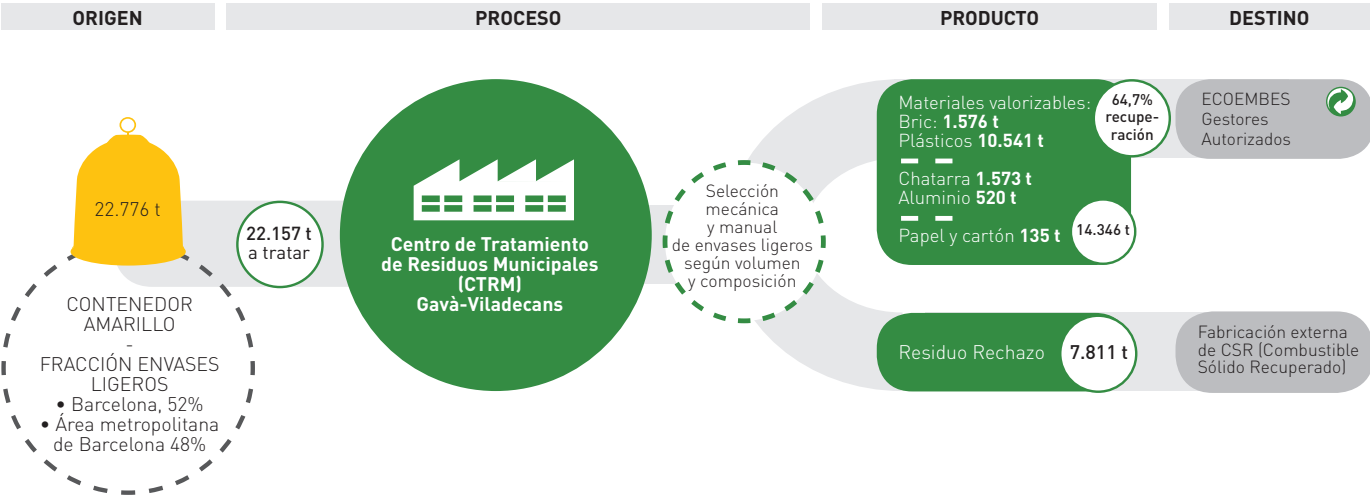 ORIGEN
PROCESO
PRODUCTO
DESTINO
22.776 t
CONTENEDOR
AMARILLO
-
FRACCIÓN ENVASES
LIGEROS
• Barcelona, 52%
• Área metropolitana
de Barcelona 48%
22.157 t
a tratar
Centro de Tratamiento
de Residuos Municipales
(CTRM)
Gavà-Viladecans
Selección
mecánica
y manual
de envases ligeros
según volumen
y composición
Materiales valorizables:
Bric: 1.576 t
Plásticos 10.541 t
Chatarra 1.573 t
Aluminio 520 t
Papel y cartón 135 t
64,7%
recupe-
ración
14.346 t
ECOEMBES
Gestores
Autorizados
Residuo Rechazo
7.811 t
Fabricación externa
de CSR (Combustible
Sólido Recuperado)